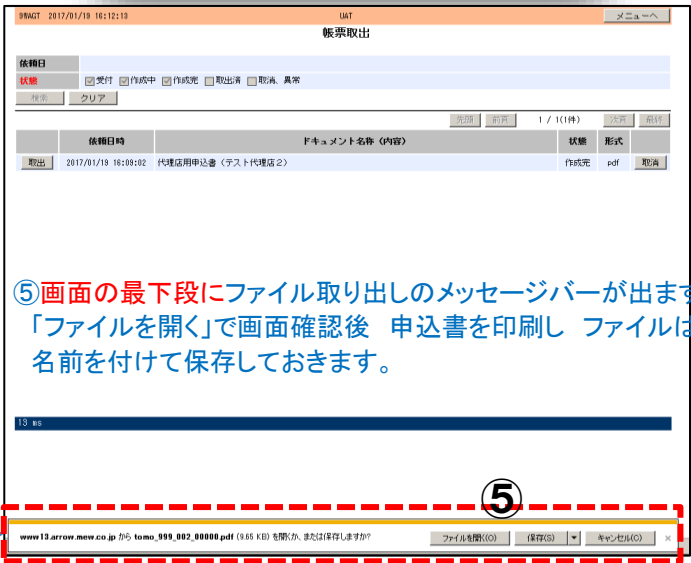 DWAGT 2017/01/19 16:12:13 UAT メニューへ
帳票取出
依頼日
状態 受付 作成中 作成完 取出済 取消、異常
検索 クリア
先頭 前頁 1 / 1(1件) 次頁 最終
依頼日時 ドキュメント名称（内容） 状態 形式
取出 2017/01/19 16:09:02 代理店用申込書（テスト代理店２） 作成完 pdf 取消
⑤画面の最下段にファイル取り出しのメッセージバーが出ます
「ファイルを開く」で画面確認後 申込書を印刷し ファイルは
名前を付けて保存しておきます。
13 ms
⑤
www13.arrow.mew.co.jp から tomo_999_002_00000.pdf (9.65 KB) を開くか、または保存しますか? ファイルを開く(O) 保存(S) ▼ キャンセル(C) ×